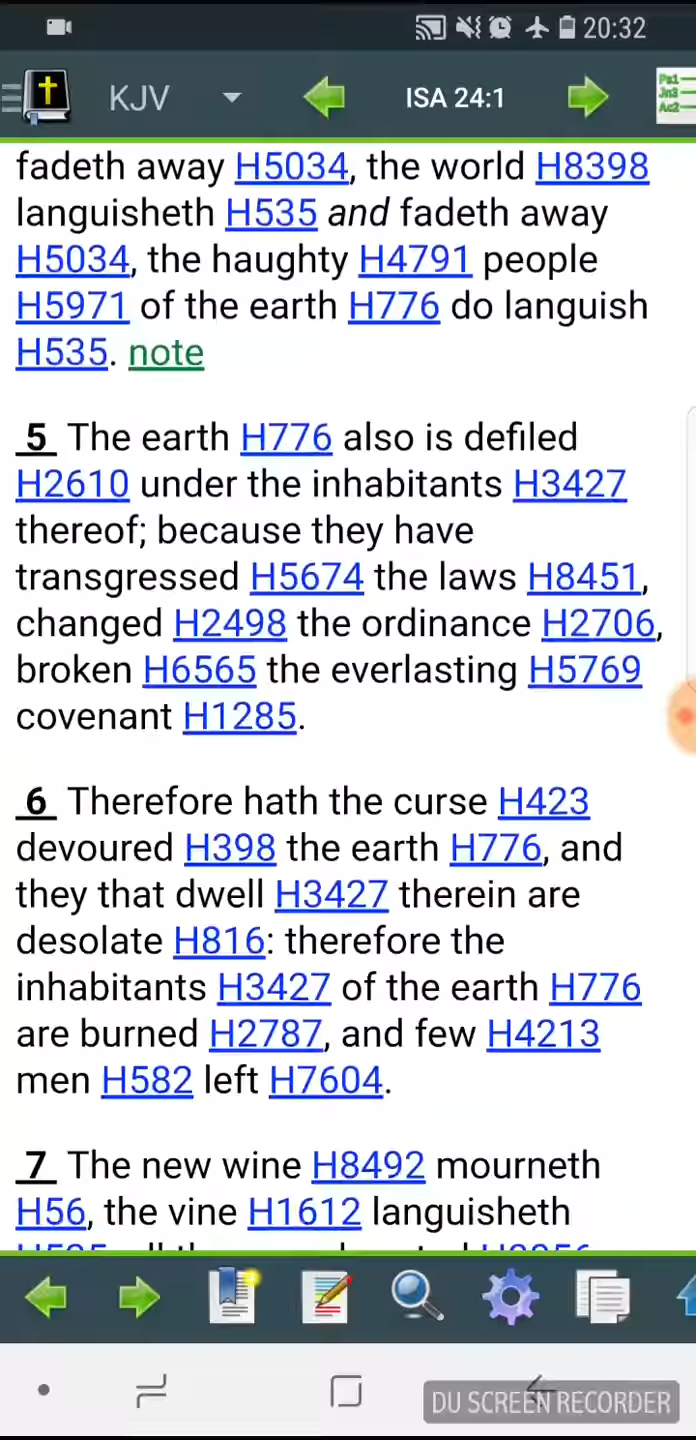 20:32
KJV
ISA 24:1
fadeth away H5034, the world H8398
languisheth H535 and fadeth away
H5034, the haughty H4791 people
H5971 of the earth H776 do languish
H535. note
5 The earth H776 also is defiled
H2610 under the inhabitants H3427
thereof; because they have
transgressed H5674 the laws H8451,
changed H2498 the ordinance H2706,
broken H6565 the everlasting H5769
covenant H1285.
6 Therefore hath the curse H423
devoured H398 the earth H776, and
they that dwell H3427 therein are
desolate H816: therefore the
inhabitants H3427 of the earth H776
are burned H2787, and few H4213
men H582 left H7604.
7 The new wine H8492 mourneth
H56, the vine H1612 languisheth
DU SCREEN RECORDER